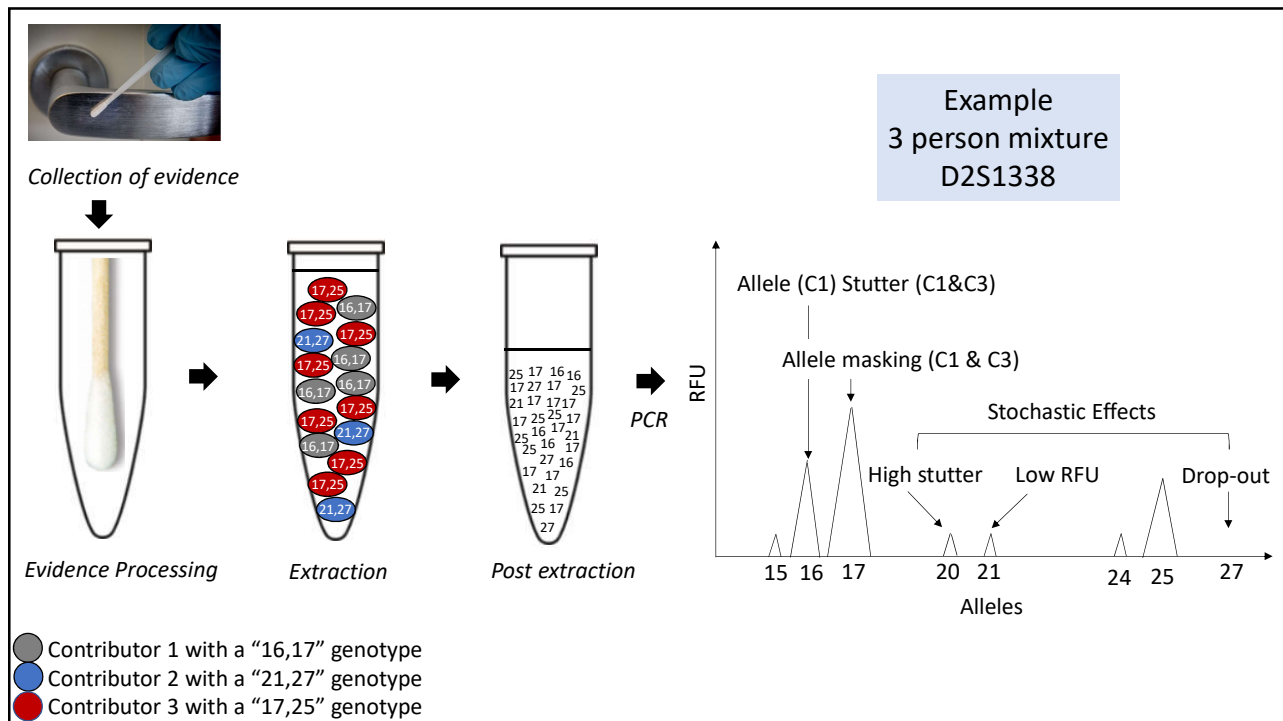 Example
3 person mixture
D2S1338
Collection of evidence
17,25
17,25
16,17
21,27
17,25
17,25
16,17
16,17
16,17
17,25
17,25
21,27
16,17
17,25
17,25
21,27
25 17 16 16
17 27 17 25
21 17 17 17
17 25 25 17
16 17 21
25 25 16 17
27 16
17 17
21 25
25 17
27
PCR
Evidence Processing
Extraction
Post extraction
Allele (C1) Stutter (C1&C3)
Allele masking (C1 & C3)
Stochastic Effects
High stutter
Low RFU
Drop-out
RFU
15 16 17 20 21 24 25 27
Alleles
Contributor 1 with a “16,17” genotype
Contributor 2 with a “21,27” genotype
Contributor 3 with a “17,25” genotype